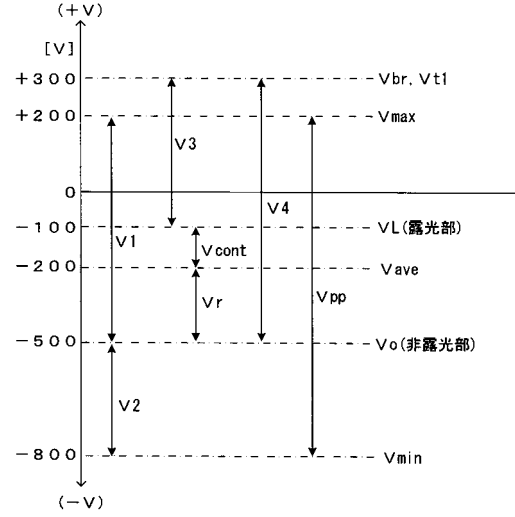 (+V)
[V]
+300
Vbr, Vt1
+200
Vmax
V3
0
V4
-100
VL(露光部)
V1
Vcont
-200
Vave
Vr
Vpp
-500
Vo(非露光部)
V2
-800
Vmin
(-V)